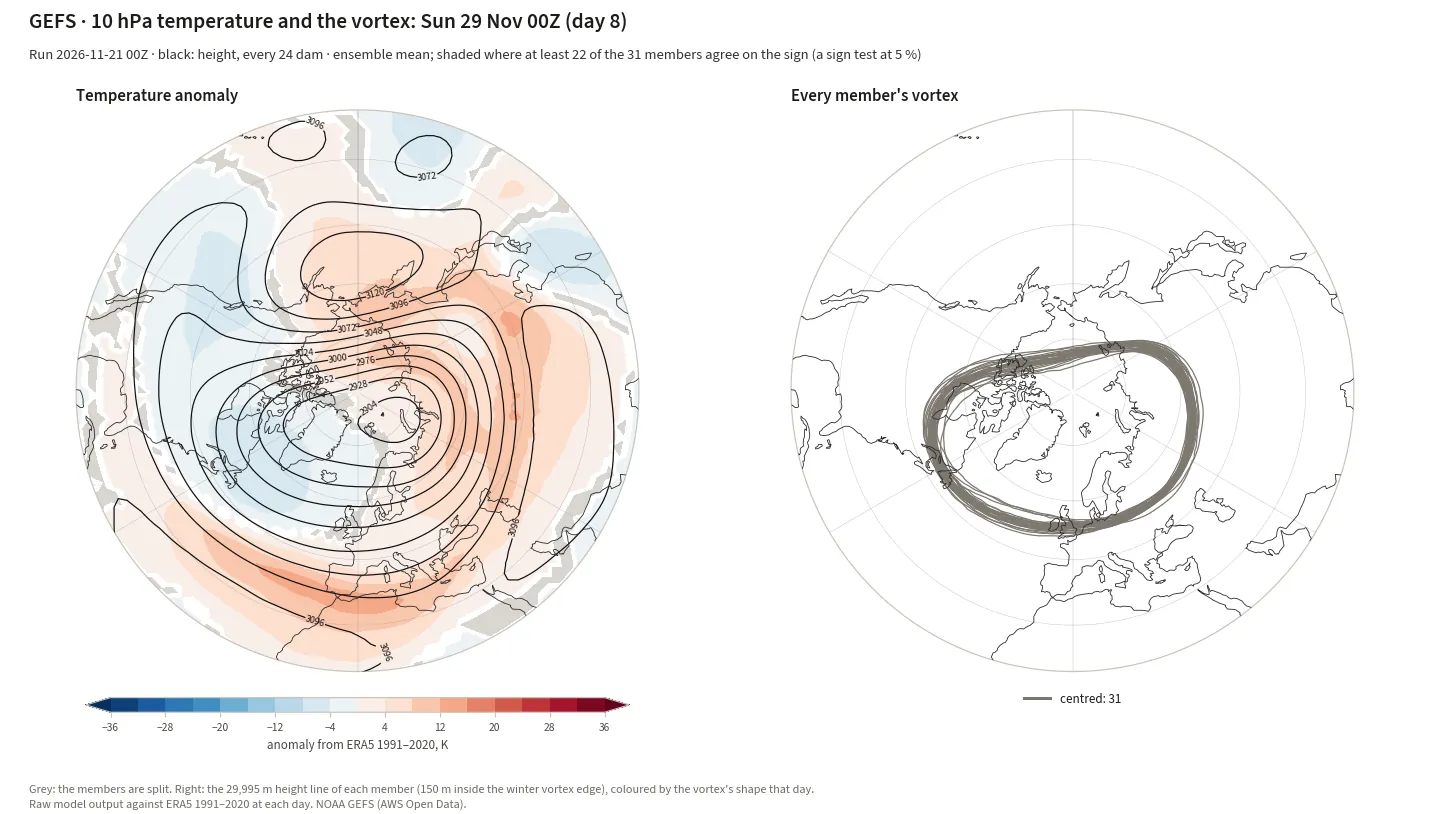 GEFS · 10 hPa temperature and the vortex: Sun 29 Nov 00Z (day 8)
Run 2026-11-21 00Z · black: height, every 24 dam · ensemble mean; shaded where at least 22 of the 31 members agree on the sign (a sign test at 5 %)
Temperature anomaly
Every member's vortex
3096
3072
3120
3096
3072
3048
3024
3000
2976
2952
2928
2904
3096
3096
3096
centred: 31
−36 −28 −20 −12 −4 4 12 20 28 36
anomaly from ERA5 1991–2020, K
Grey: the members are split. Right: the 29,995 m height line of each member (150 m inside the winter vortex edge), coloured by the vortex's shape that day.
Raw model output against ERA5 1991–2020 at each day. NOAA GEFS (AWS Open Data).